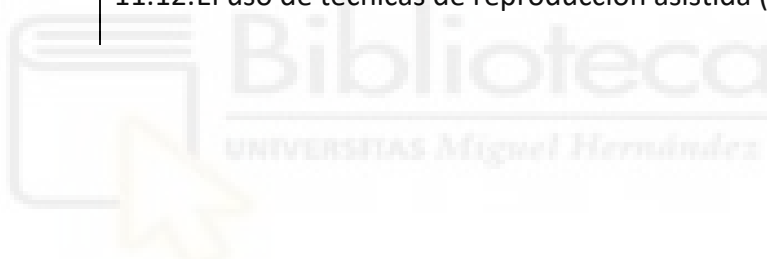 11.12.El uso de técnicas de reproducción asistida (
Biblioteca
UNIVERSITAS Miguel Hernández